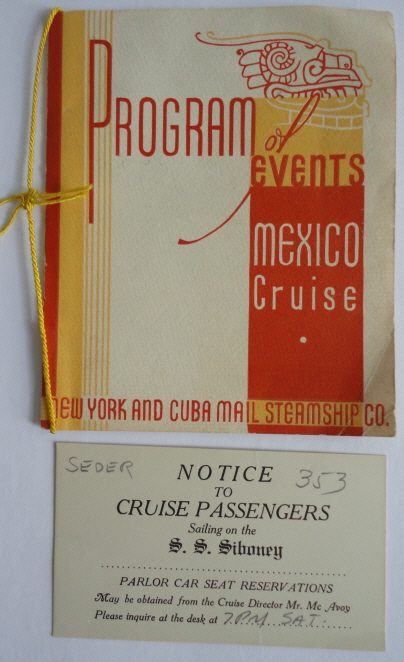 PROGRAM
of
EVENTS
MEXICO
Cruise
NEW YORK AND CUBA MAIL STEAMSHIP CO.
SEDER
353
NOTICE
TO
CRUISE PASSENGERS
Sailing on the
S. S. Siboney
PARLOR CAR SEAT RESERVATIONS
May be obtained from the Cruise Director Mr. Mc Avoy
Please inquire at the desk at 7 PM SAT.